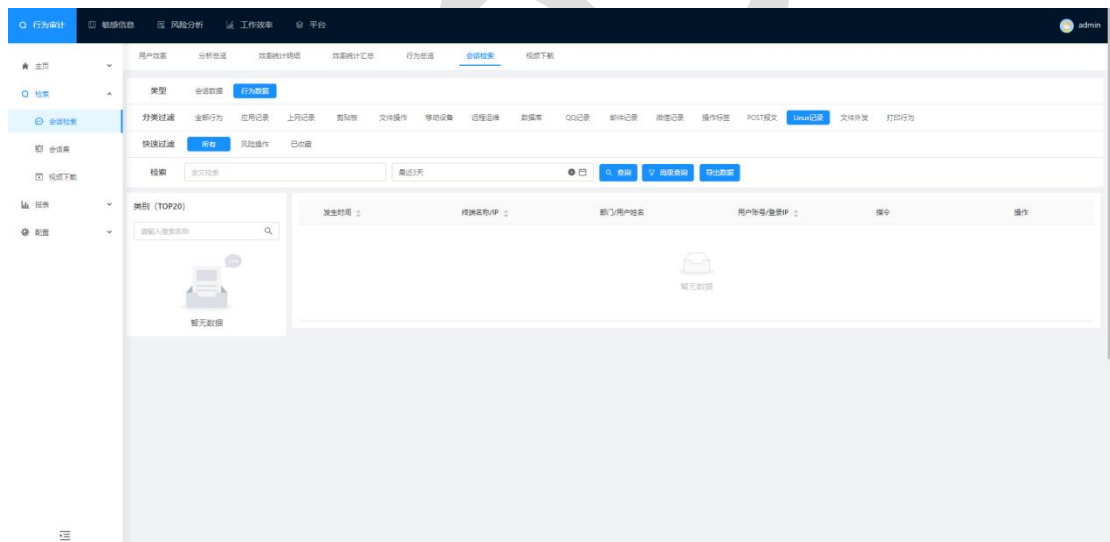 行为审计 敏感信息 风险分析 工作效率 平台 admin
用户效率 分析总览 效率统计明细 效率统计汇总 行为总览 会话检索 视频下载
主页
检索
会话检索
会话集
视频下载
报表
配置
类型 会话数据 行为数据
分类过滤 全部行为 应用记录 上网记录 剪贴板 文件操作 移动设备 远程运维 数据库 QQ记录 邮件记录 微信记录 操作标签 POST报文 Linux记录 文件外发 打印行为
快速过滤 所有 风险操作 已收藏
检索 全文检索 最近3天 查询 高级查询 导出数据
类别（TOP20）
请输入搜索名称
暂无数据
发生时间 终端名称/IP 部门/用户姓名 用户账号/登录IP 指令 操作
暂无数据